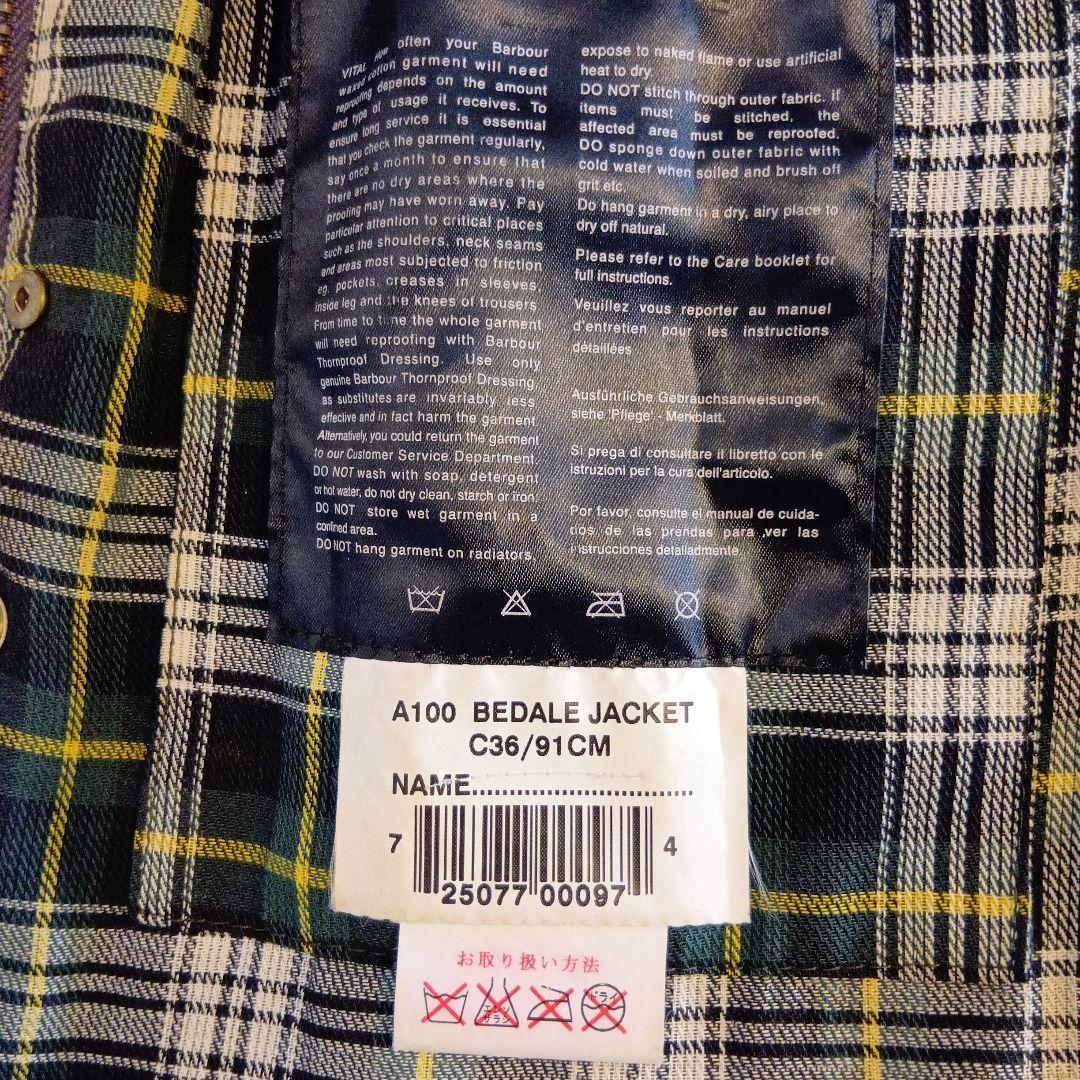 VITAL How often your Barbour
waxed cotton garment will need
reproofing depends on the amount
and type of usage it receives. To
ensure long service it is essential
that you check the garment regularly,
say once a month to ensure that
there are no dry areas where the
proofing may have worn away. Pay
particular attention to critical places
such as the shoulders, neck seams
and areas most subjected to friction
eg. pockets, creases in sleeves,
inside leg and the knees of trousers
From time to time the whole garment
will need reproofing with Barbour
Thornproof Dressing. Use only
genuine Barbour Thornproof Dressing,
as substitutes are invariably less
effective and in fact harm the garment.
Alternatively, you could return the garment
to our Customer Service Department.
DO NOT wash with soap, detergent
or hot water, do not dry clean, starch or iron.
DO NOT store wet garment in a
confined area.
DO NOT hang garment on radiators,
expose to naked flame or use artificial
heat to dry.
DO NOT stitch through outer fabric. if
items must be stitched, the
affected area must be reproofed.
DO sponge down outer fabric with
cold water when soiled and brush off
grit etc.
Do hang garment in a dry, airy place to
dry off natural.
Please refer to the Care booklet for
full instructions.
Veuillez vous reporter au manuel
d'entretien pour les instructions
détaillées
Ausführliche Gebrauchsanweisungen,
siehe 'Pflege' - Merkblatt.
Si prega di consultare il libretto con le
istruzioni per la cura dell'articolo.
Por favor, consulte el manual de cuida-
dos de las prendas para ver las
instrucciones detalladmente
A100 BEDALE JACKET
C36/91CM
NAME...............................
7 25077 00097 4
お取り扱い方法
エンソ サラシ ドライ